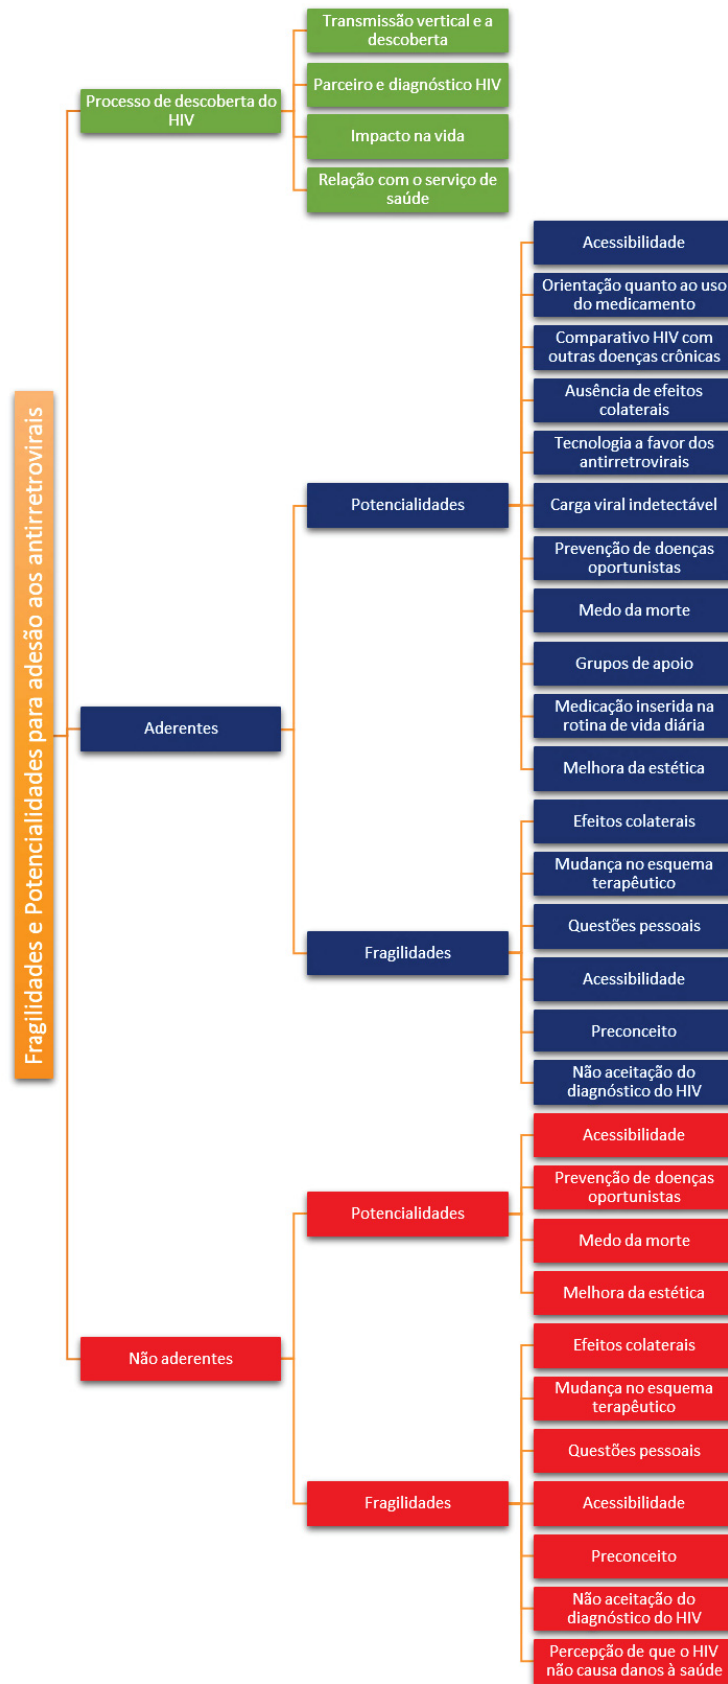 Fragilidades e Potencialidades para adesão aos antirretrovirais
Processo de descoberta do
HIV
Transmissão vertical e a
descoberta
Parceiro e diagnóstico HIV
Impacto na vida
Relação com o serviço de
saúde
Aderentes
Potencialidades
Acessibilidade
Orientação quanto ao uso
do medicamento
Comparativo HIV com
outras doenças crônicas
Ausência de efeitos
colaterais
Tecnologia a favor dos
antirretrovirais
Carga viral indetectável
Prevenção de doenças
oportunistas
Medo da morte
Grupos de apoio
Medicação inserida na
rotina de vida diária
Melhora da estética
Fragilidades
Efeitos colaterais
Mudança no esquema
terapêutico
Questões pessoais
Acessibilidade
Preconceito
Não aceitação do
diagnóstico do HIV
Não aderentes
Potencialidades
Acessibilidade
Prevenção de doenças
oportunistas
Medo da morte
Melhora da estética
Fragilidades
Efeitos colaterais
Mudança no esquema
terapêutico
Questões pessoais
Acessibilidade
Preconceito
Não aceitação do
diagnóstico do HIV
Percepção de que o HIV
não causa danos à saúde